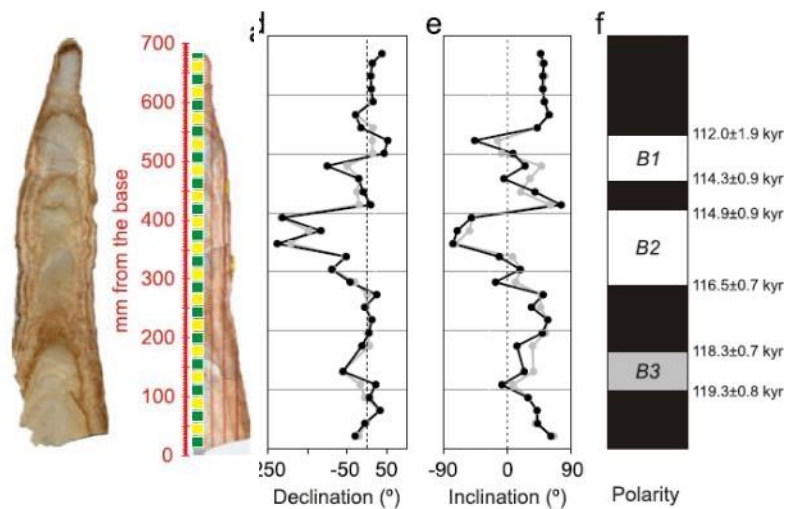 d
e
f
700
600
500
400
300
200
100
0
mm from the base
250
-50
50
Declination (º)
-90
0
90
Inclination (º)
B1
B2
B3
112.0±1.9 kyr
114.3±0.9 kyr
114.9±0.9 kyr
116.5±0.7 kyr
118.3±0.7 kyr
119.3±0.8 kyr
Polarity